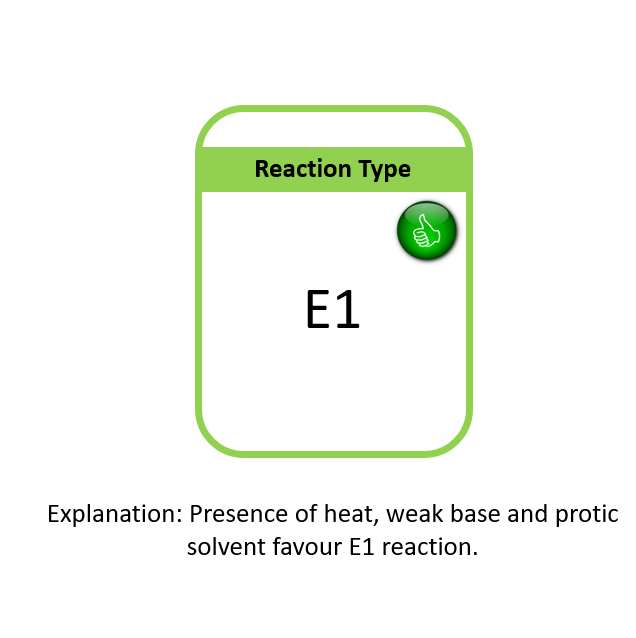 Reaction Type
E1
Explanation: Presence of heat, weak base and protic
solvent favour E1 reaction.